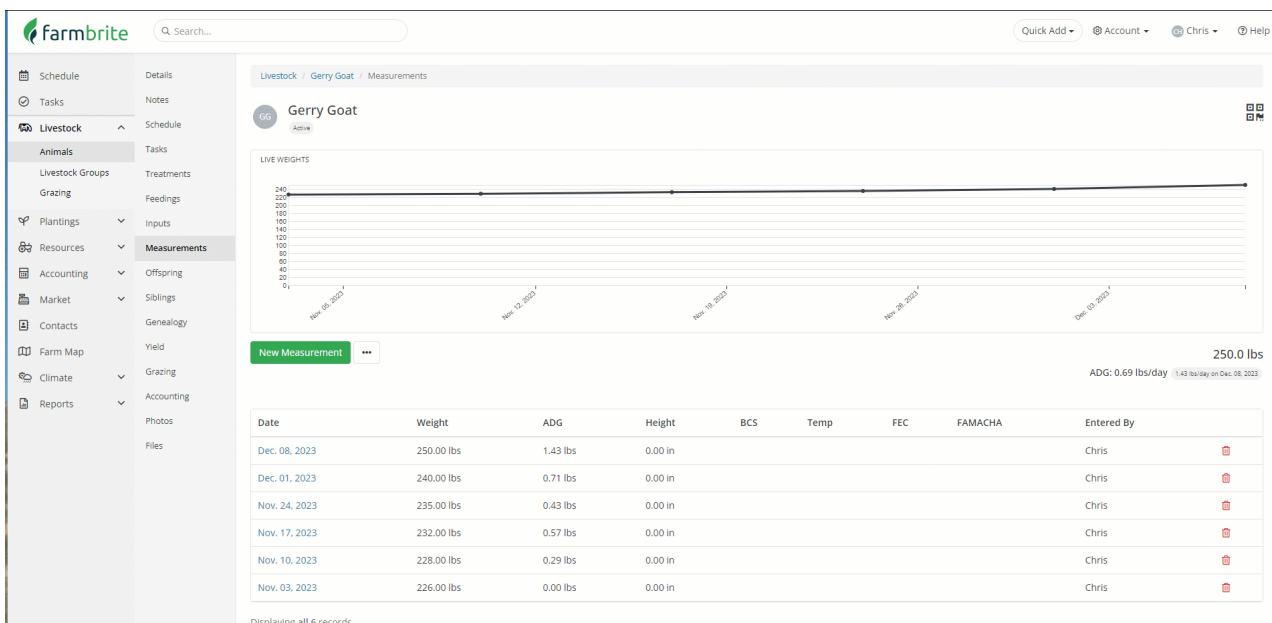 farmbrite
Search...
Quick Add
Account
CH Chris
Help
Schedule
Tasks
Livestock
Animals
Livestock Groups
Grazing
Plantings
Resources
Accounting
Market
Contacts
Farm Map
Climate
Reports
Details
Notes
Schedule
Tasks
Treatments
Feedings
Inputs
Measurements
Offspring
Siblings
Genealogy
Yield
Grazing
Accounting
Photos
Files
Livestock / Gerry Goat / Measurements
GG Gerry Goat
Active
LIVE WEIGHTS
240
220
200
180
160
140
120
100
80
60
40
20
0
Nov. 05, 2023 Nov. 12, 2023 Nov. 19, 2023 Nov. 26, 2023 Dec. 03, 2023
New Measurement •••
250.0 lbs
ADG: 0.69 lbs/day 1.43 lbs/day on Dec. 08, 2023
Date Weight ADG Height BCS Temp FEC FAMACHA Entered By
Dec. 08, 2023 250.00 lbs 1.43 lbs 0.00 in Chris
Dec. 01, 2023 240.00 lbs 0.71 lbs 0.00 in Chris
Nov. 24, 2023 235.00 lbs 0.43 lbs 0.00 in Chris
Nov. 17, 2023 232.00 lbs 0.57 lbs 0.00 in Chris
Nov. 10, 2023 228.00 lbs 0.29 lbs 0.00 in Chris
Nov. 03, 2023 226.00 lbs 0.00 lbs 0.00 in Chris
Displaying all 6 records